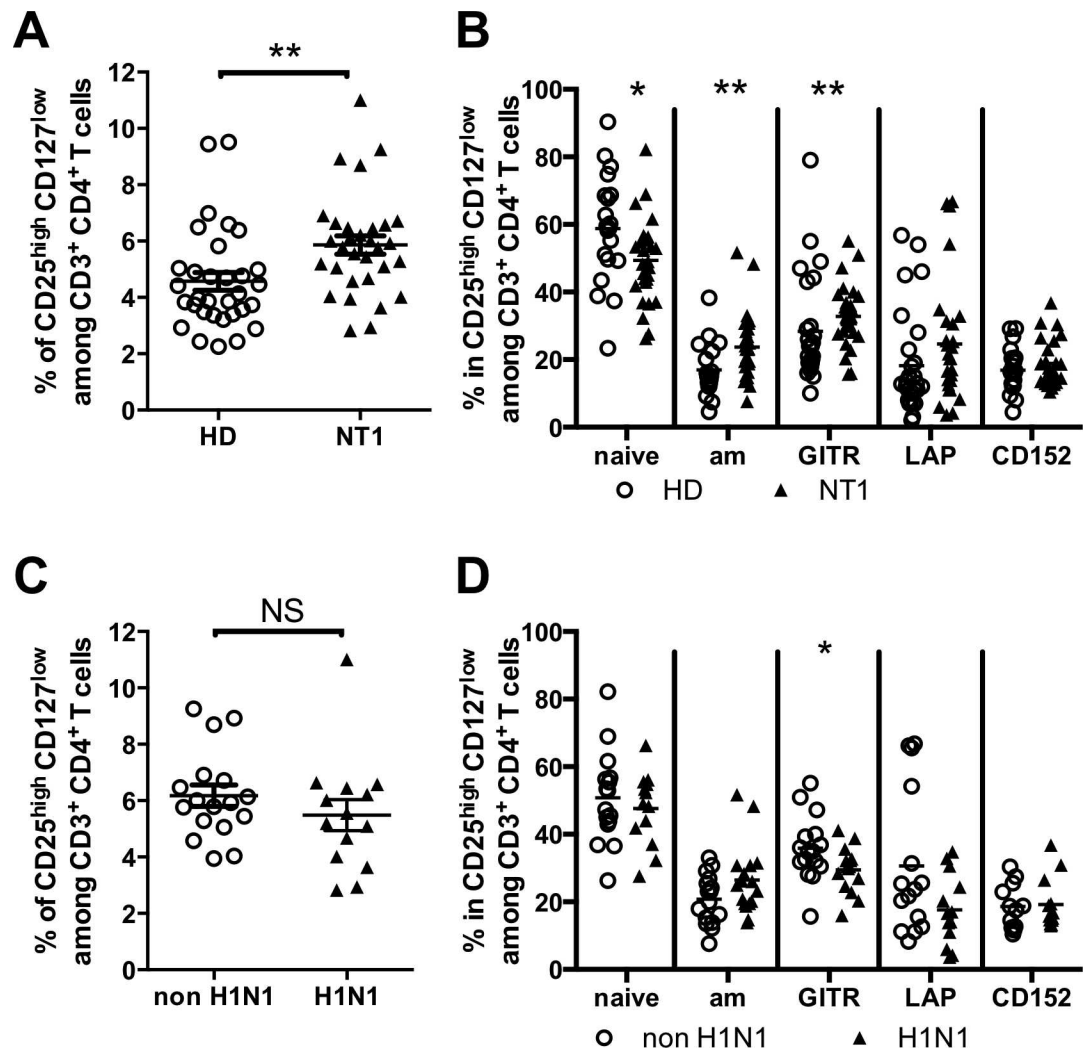 A
% of CD25high CD127low
among CD3+ CD4+ T cells
**
12
10
8
6
4
2
0
HD NT1
B
% in CD25high CD127low
among CD3+ CD4+ T cells
* ** **
100
80
60
40
20
0
naive am GITR LAP CD152
HD NT1
C
% of CD25high CD127low
among CD3+ CD4+ T cells
NS
12
10
8
6
4
2
0
non H1N1 H1N1
D
% in CD25high CD127low
among CD3+ CD4+ T cells
*
100
80
60
40
20
0
naive am GITR LAP CD152
non H1N1 H1N1